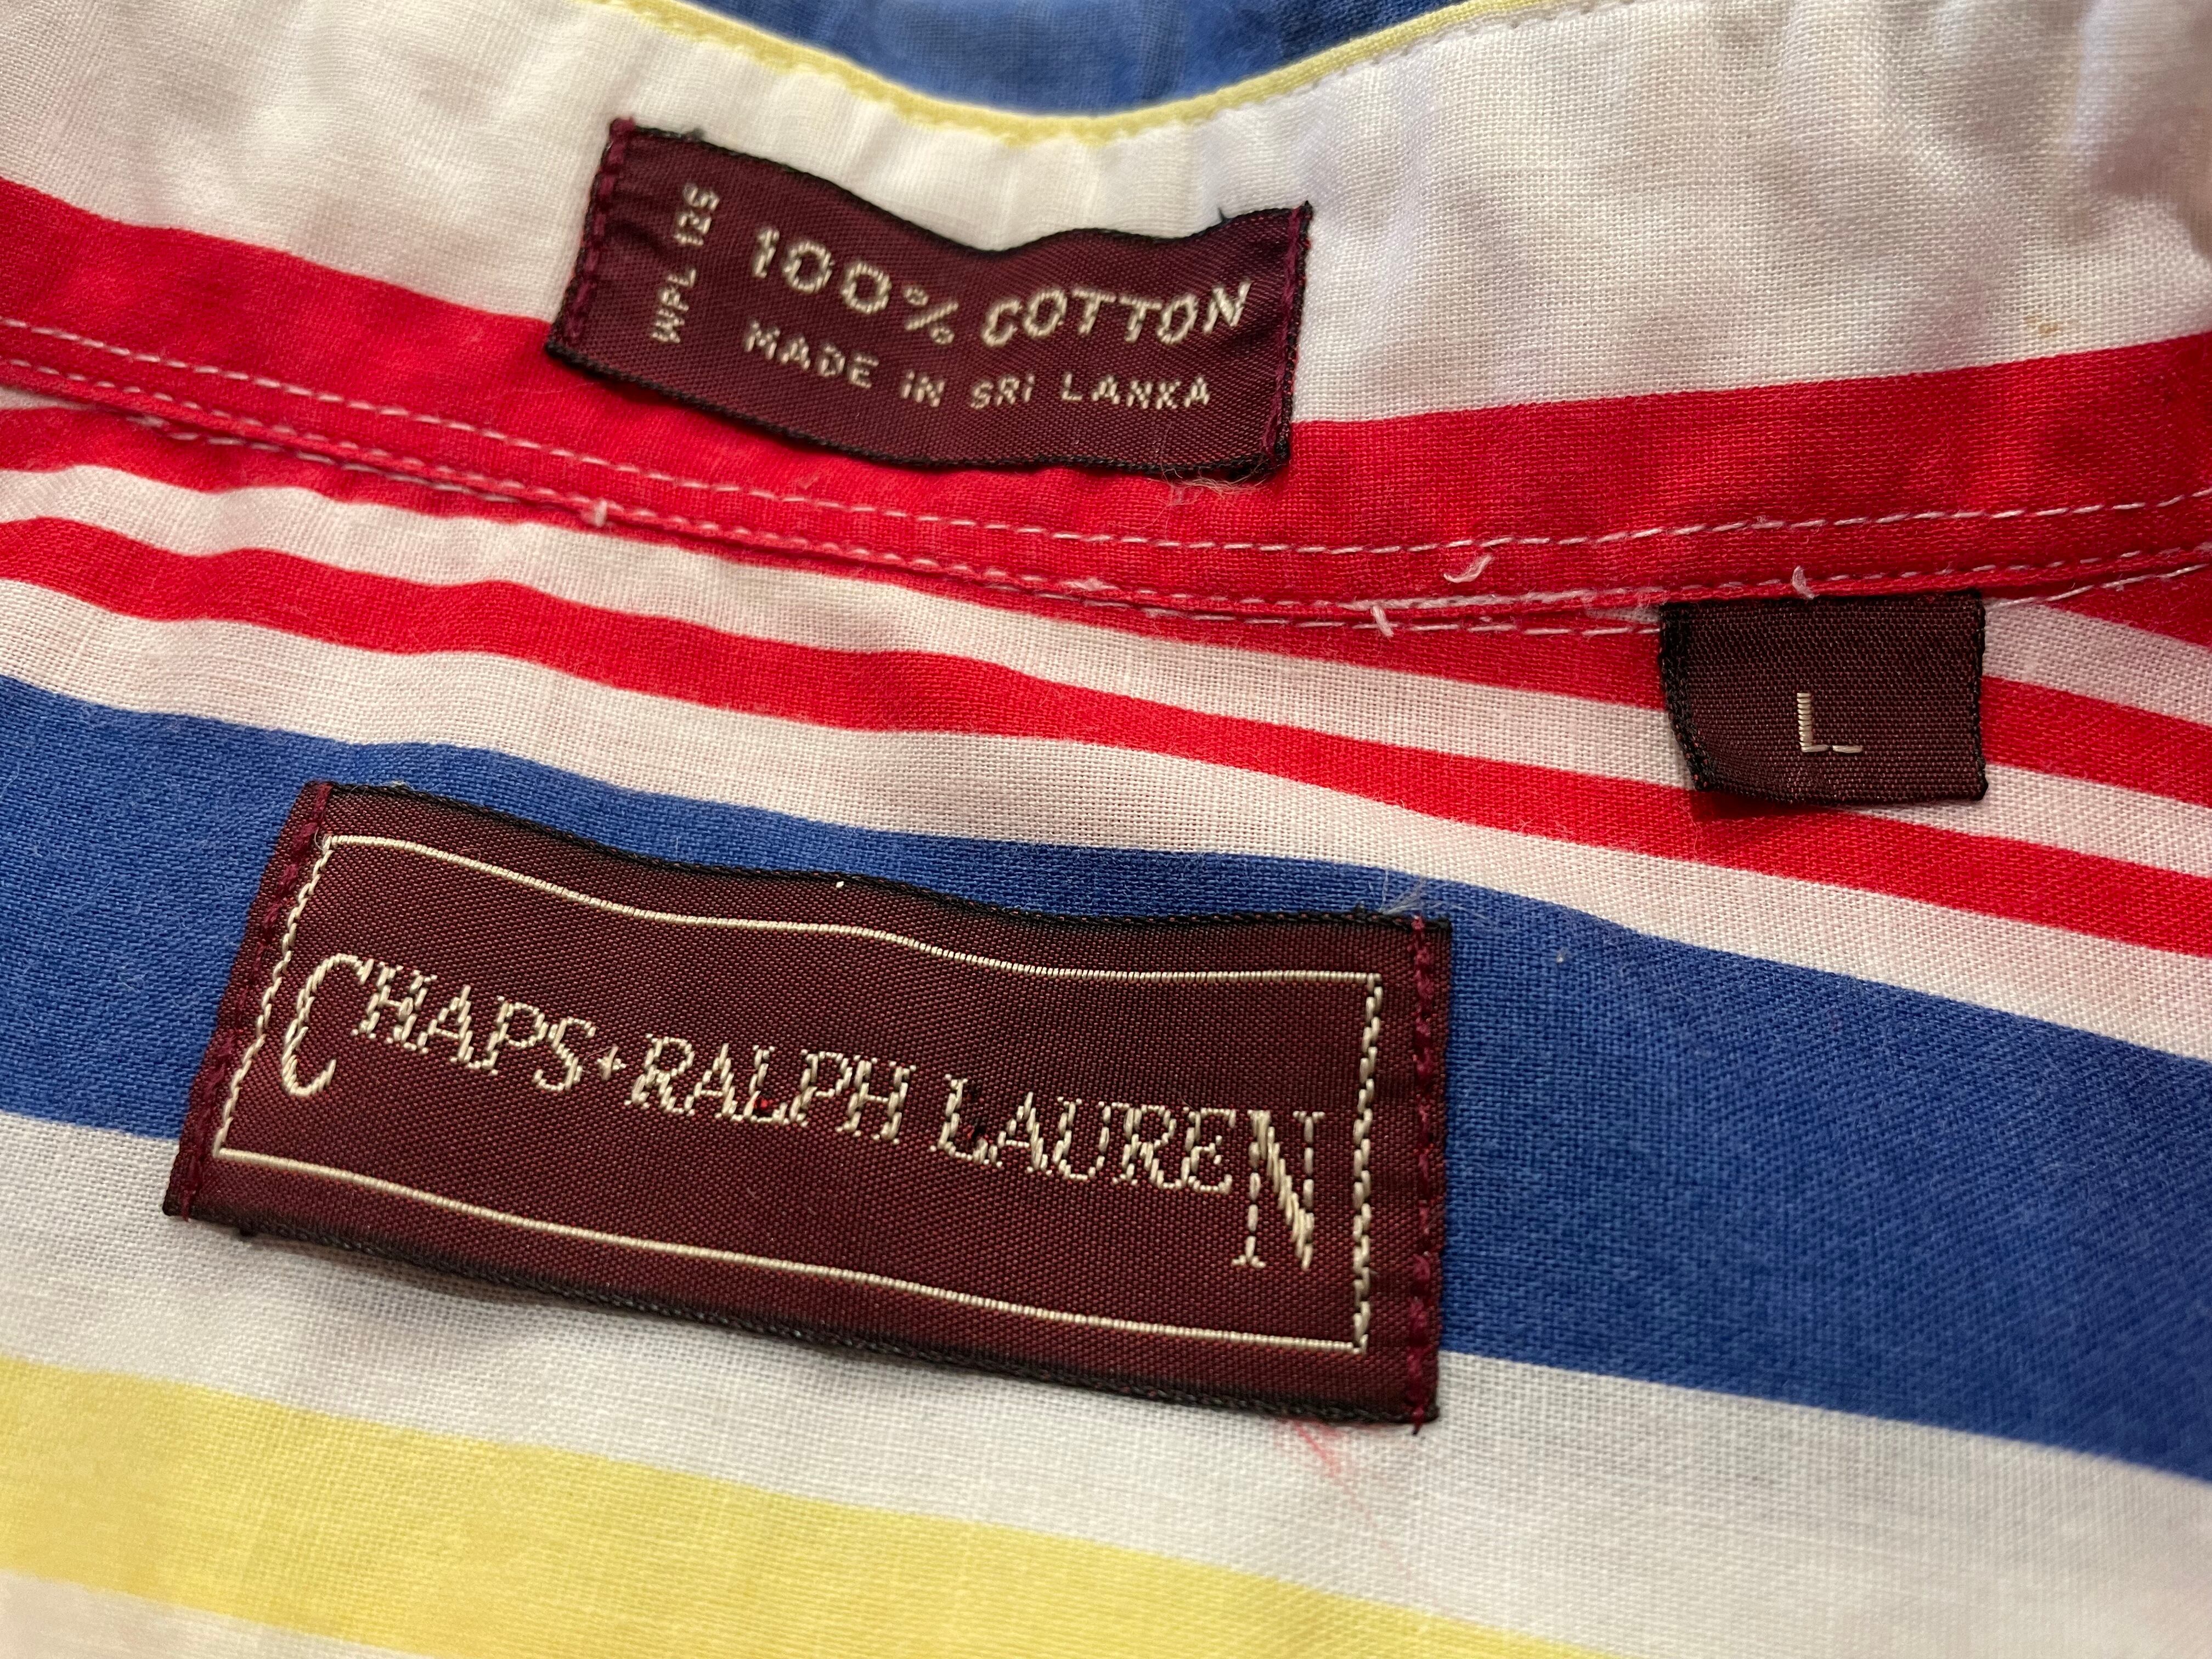 WPL 125
100% COTTON
MADE IN SRI LANKA
L
CHAPS RALPH LAUREN